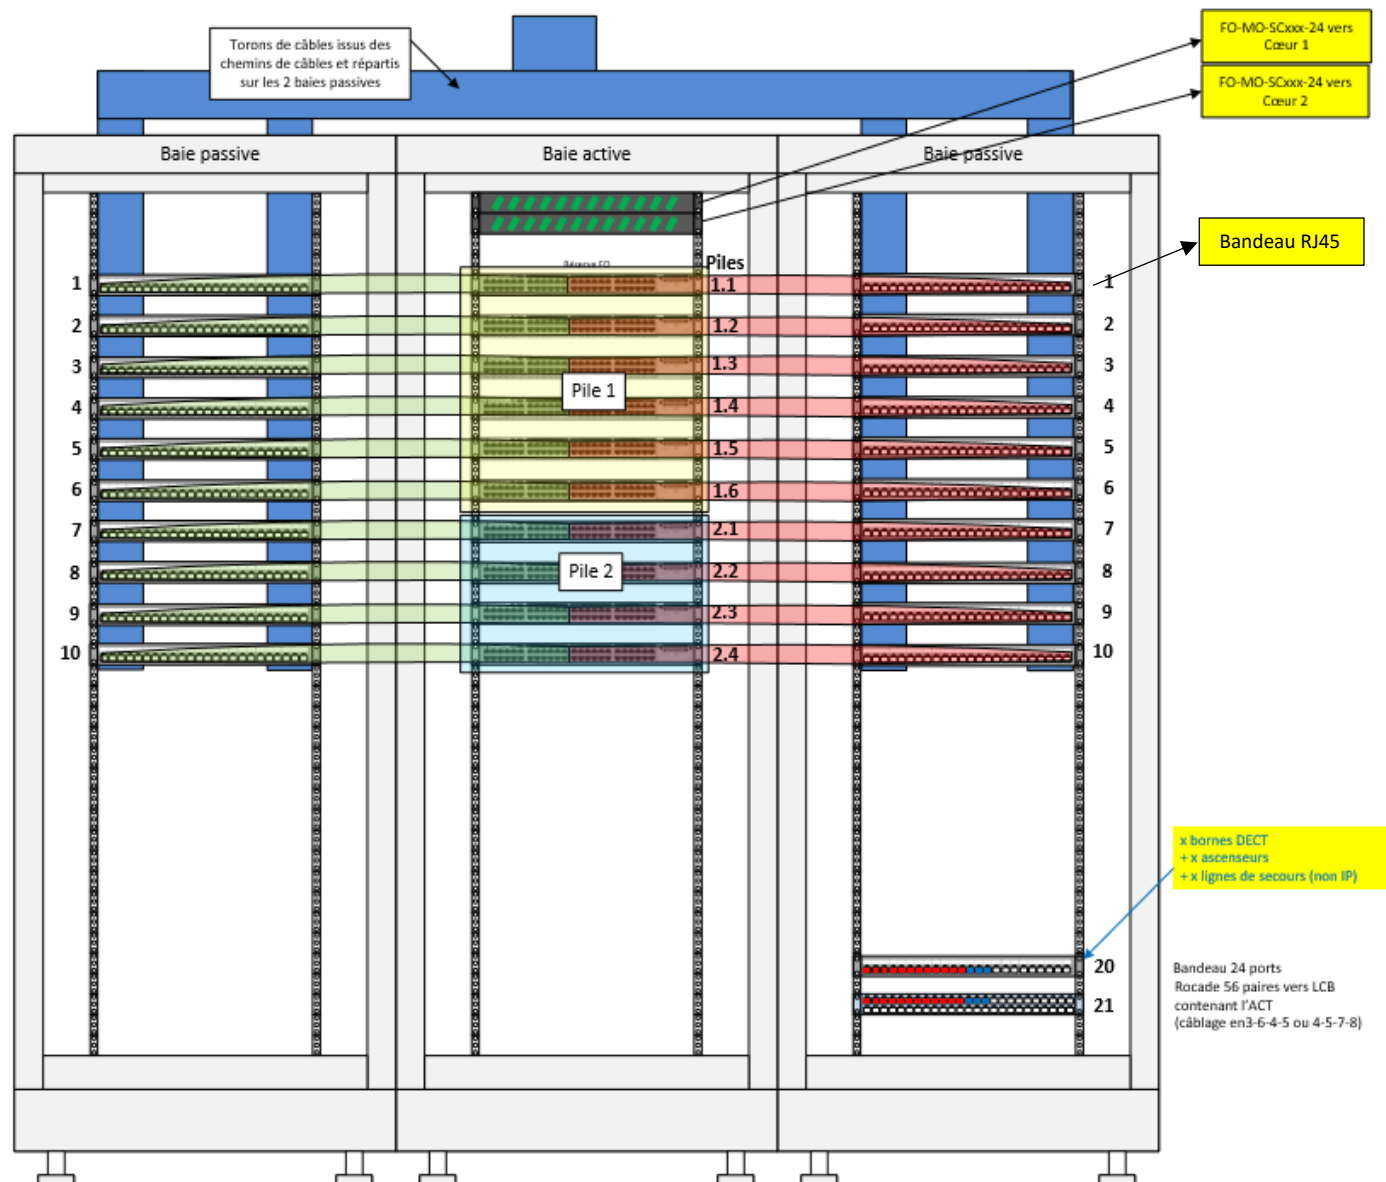 Torons de câbles issus des
chemins de câbles et répartis
sur les 2 baies passives
FO-MO-SCxxx-24 vers
Cœur 1
FO-MO-SCxxx-24 vers
Cœur 2
Baie passive
Baie active
Baie passive
Bandeau RJ45
Réserve FO
Piles
1
1.1
1
2
1.2
2
3
1.3
3
Pile 1
4
1.4
4
5
1.5
5
6
1.6
6
7
2.1
7
Pile 2
8
2.2
8
9
2.3
9
10
2.4
10
x bornes DECT
+ x ascenseurs
+ x lignes de secours (non IP)
20
21
Bandeau 24 ports
Rocade 56 paires vers LCB
contenant l'ACT
(câblage en3-6-4-5 ou 4-5-7-8)